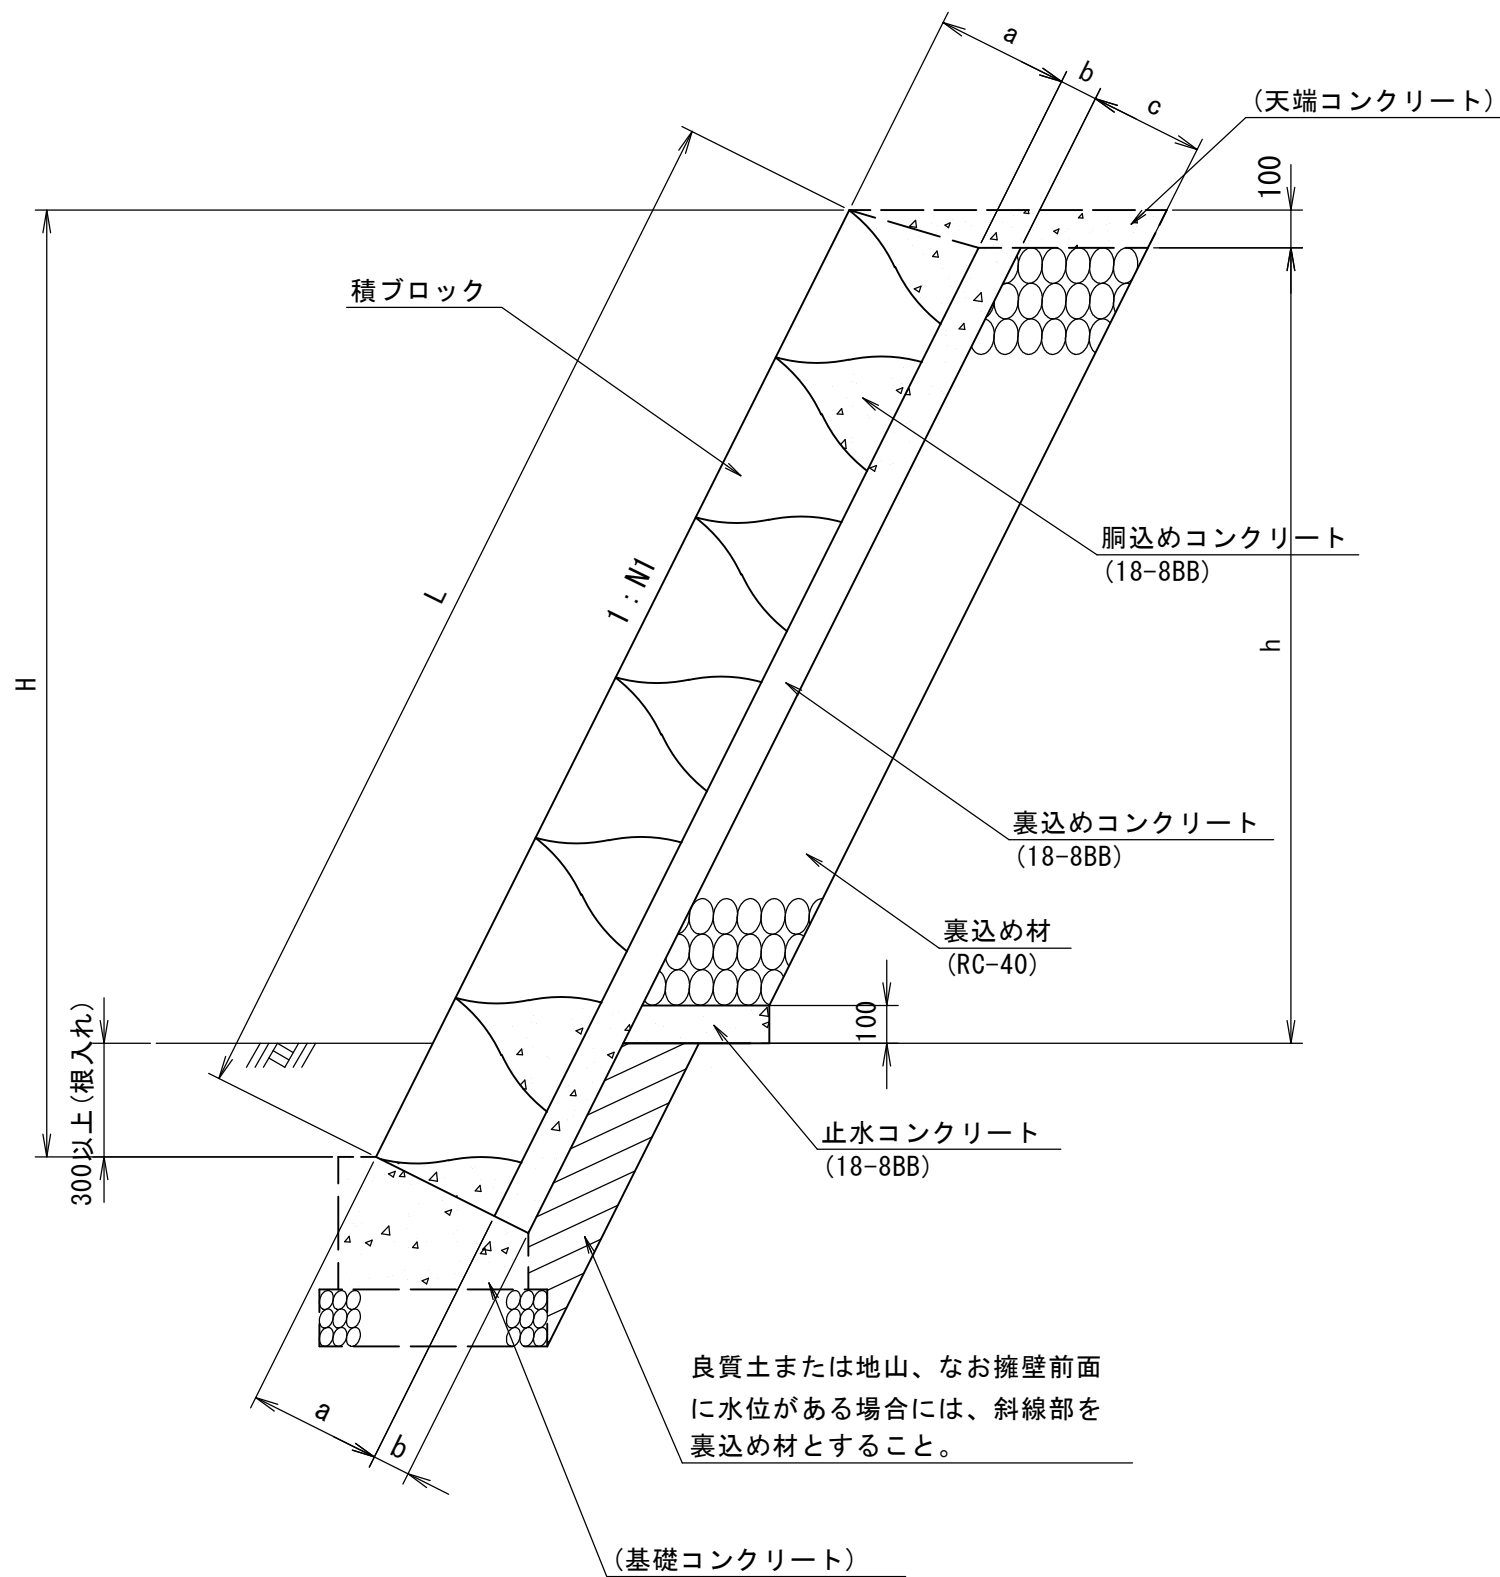 a
b
c
(天端コンクリート)
100
積ブロック
胴込めコンクリート
(18-8BB)
L
1：N1
h
H
裏込めコンクリート
(18-8BB)
裏込め材
(RC-40)
100
300以上(根入れ)
止水コンクリート
(18-8BB)
良質土または地山、なお擁壁前面
に水位がある場合には、斜線部を
裏込め材とすること。
a
b
(基礎コンクリート)